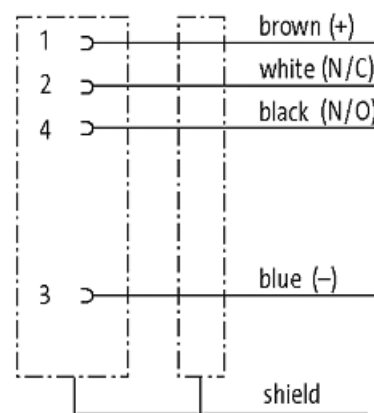 1 brown (+)
2 white (N/C)
4 black (N/O)
3 blue (–)
shield